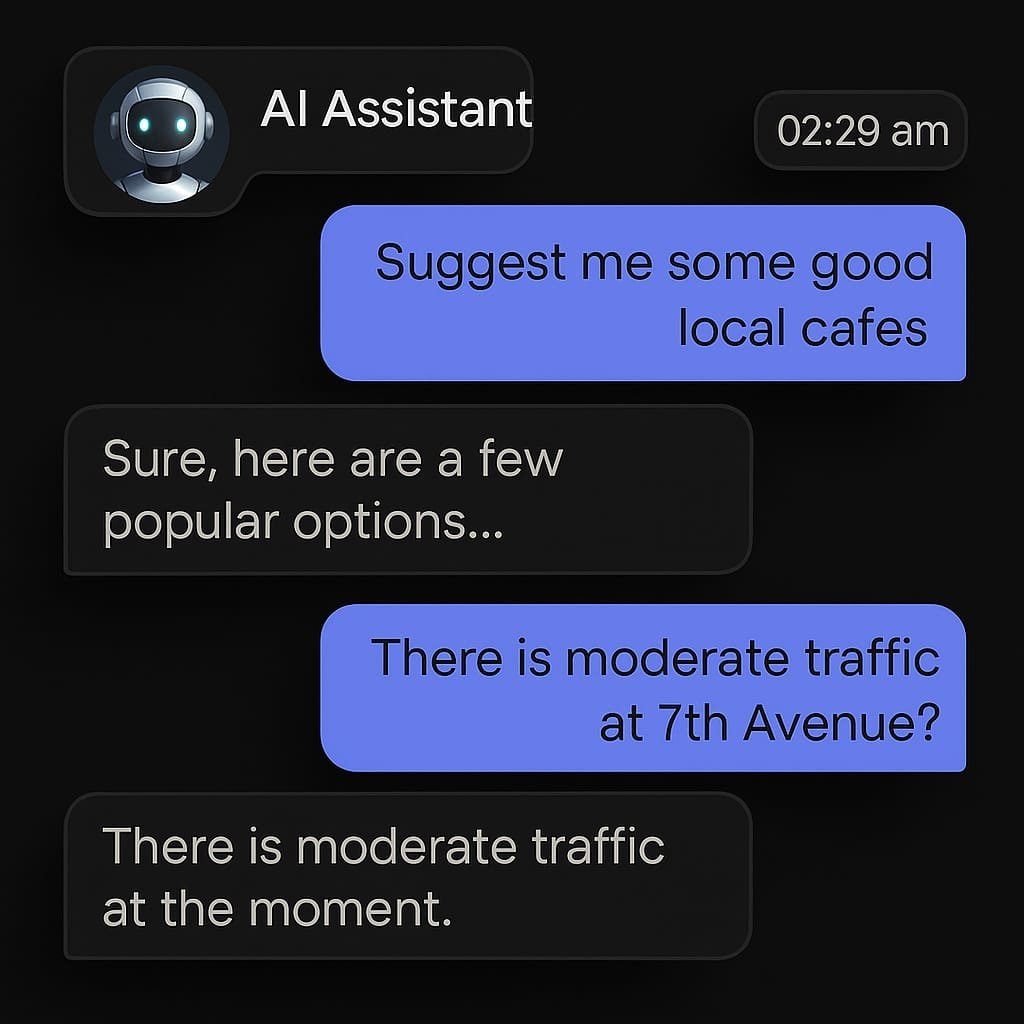 AI Assistant
02:29 am
Suggest me some good
local cafes
Sure, here are a few
popular options...
There is moderate traffic
at 7th Avenue?
There is moderate traffic
at the moment.